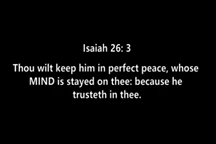 Isaiah 26: 3
Thou wilt keep him in perfect peace, whose
MIND is stayed on thee: because he
trusteth in thee.